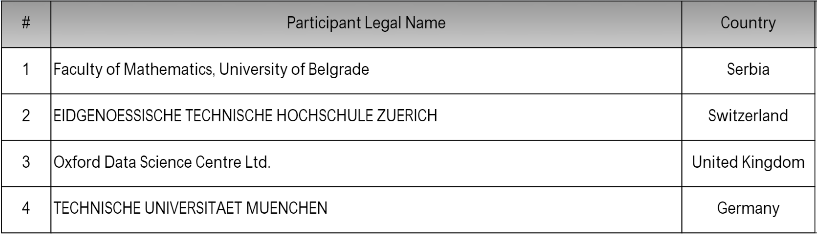 # Participant Legal Name Country
1 Faculty of Mathematics, University of Belgrade Serbia
2 EIDGENOESSISCHE TECHNISCHE HOCHSCHULE ZUERICH Switzerland
3 Oxford Data Science Centre Ltd. United Kingdom
4 TECHNISCHE UNIVERSITAET MUENCHEN Germany